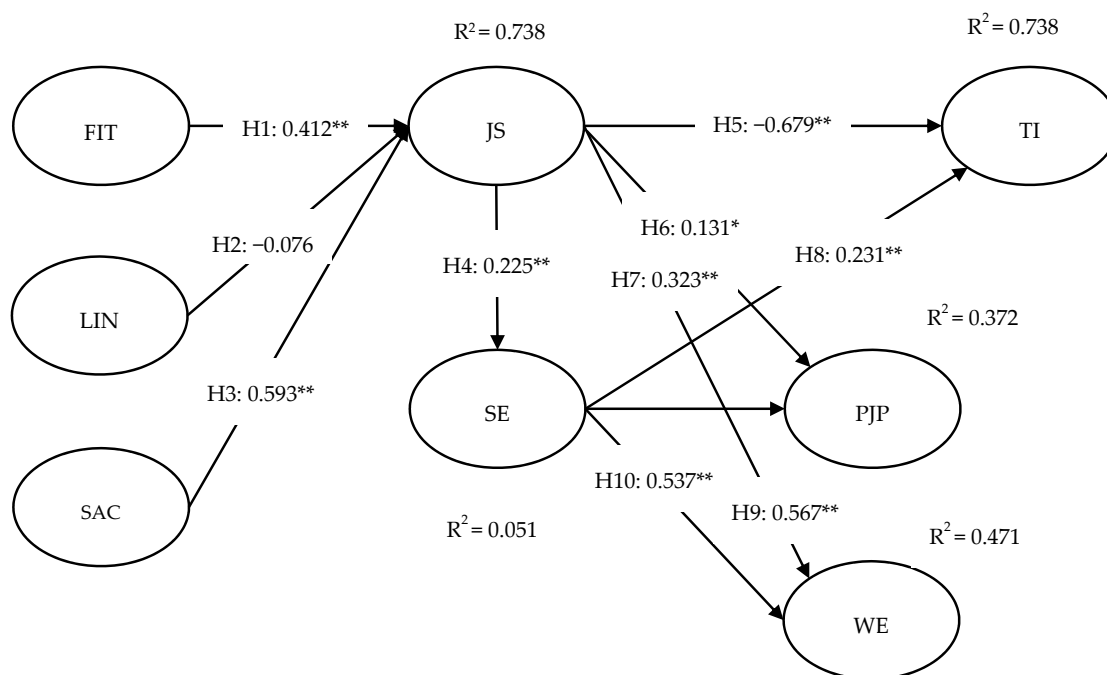 R² = 0.738
R² = 0.738
FIT
H1: 0.412**
JS
H5: −0.679**
TI
H6: 0.131*
H2: −0.076
H8: 0.231**
H4: 0.225**
H7: 0.323**
LIN
R² = 0.372
H3: 0.593**
SE
PJP
H10: 0.537**
SAC
H9: 0.567**
R² = 0.051
R² = 0.471
WE